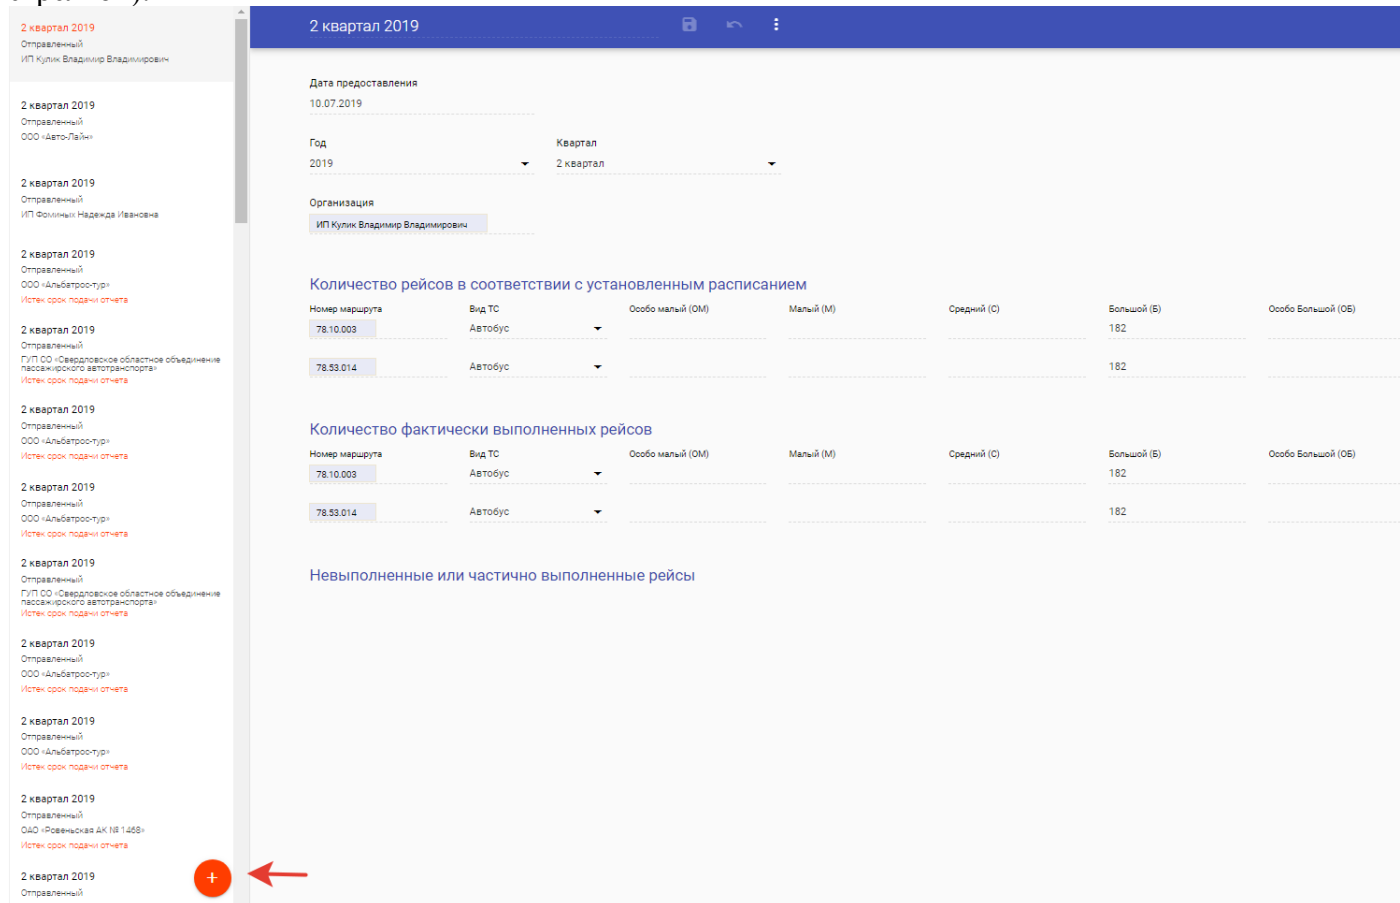 2 квартал 2019
Отправленный
ИП Кулик Владимир Владимирович
2 квартал 2019
Отправленный
ООО «Авто-Лайн»
2 квартал 2019
Отправленный
ИП Фоминых Надежда Ивановна
2 квартал 2019
Отправленный
ООО «Альбатрос-тур»
Истек срок подачи отчета
2 квартал 2019
Отправленный
ГУП СО «Свердловское областное объединение
пассажирского автотранспорта»
Истек срок подачи отчета
2 квартал 2019
Отправленный
ООО «Альбатрос-тур»
Истек срок подачи отчета
2 квартал 2019
Отправленный
ООО «Альбатрос-тур»
Истек срок подачи отчета
2 квартал 2019
Отправленный
ГУП СО «Свердловское областное объединение
пассажирского автотранспорта»
Истек срок подачи отчета
2 квартал 2019
Отправленный
ООО «Альбатрос-тур»
Истек срок подачи отчета
2 квартал 2019
Отправленный
ООО «Альбатрос-тур»
Истек срок подачи отчета
2 квартал 2019
Отправленный
ОАО «Ровеньская АК № 1468»
Истек срок подачи отчета
2 квартал 2019
Отправленный
2 квартал 2019
Дата предоставления
10.07.2019
Год Квартал
2019 2 квартал
Организация
ИП Кулик Владимир Владимирович
Количество рейсов в соответствии с установленным расписанием
Номер маршрута Вид ТС Особо малый (ОМ) Малый (М) Средний (С) Большой (Б) Особо Большой (ОБ)
78.10.003 Автобус 182
78.53.014 Автобус 182
Количество фактически выполненных рейсов
Номер маршрута Вид ТС Особо малый (ОМ) Малый (М) Средний (С) Большой (Б) Особо Большой (ОБ)
78.10.003 Автобус 182
78.53.014 Автобус 182
Невыполненные или частично выполненные рейсы